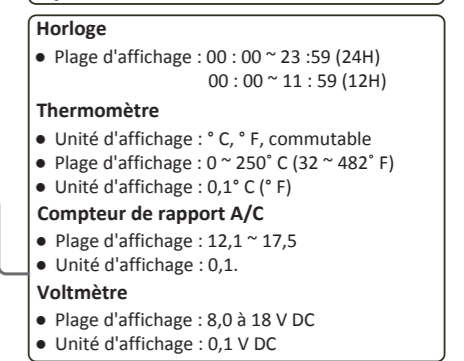 Horloge
● Plage d'affichage : 00 : 00 ~ 23 :59 (24H)
00 : 00 ~ 11 : 59 (12H)
Thermomètre
● Unité d'affichage : ° C, ° F, commutable
● Plage d'affichage : 0 ~ 250˚ C (32 ~ 482˚ F)
● Unité d'affichage : 0,1° C (° F)
Compteur de rapport A/C
● Plage d'affichage : 12,1 ~ 17,5
● Unité d'affichage : 0,1.
Voltmètre
● Plage d'affichage : 8,0 à 18 V DC
● Unité d'affichage : 0,1 V DC